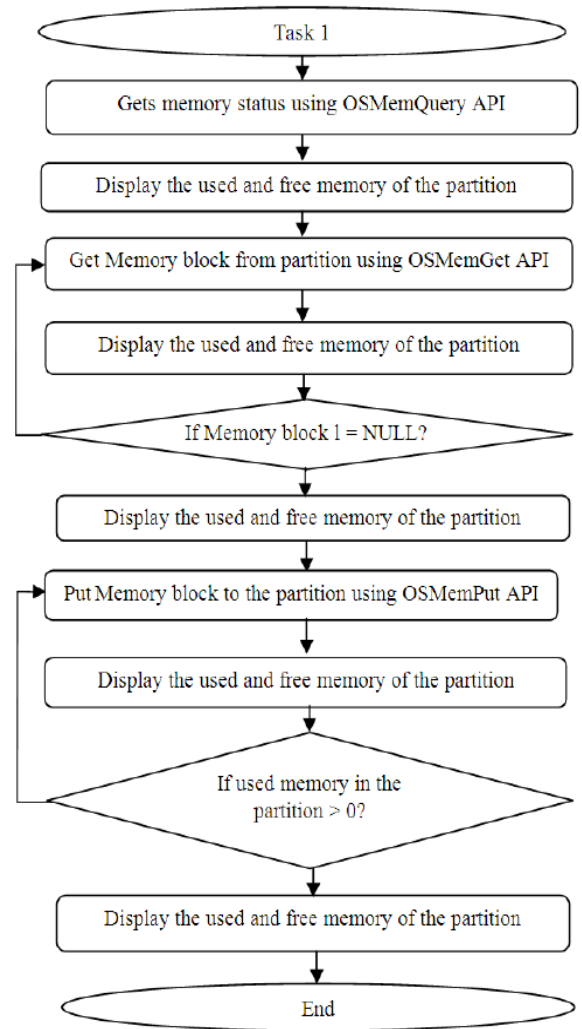 Task 1
Gets memory status using OSMemQuery API
Display the used and free memory of the partition
Get Memory block from partition using OSMemGet API
Display the used and free memory of the partition
If Memory block l = NULL?
Display the used and free memory of the partition
Put Memory block to the partition using OSMemPut API
Display the used and free memory of the partition
If used memory in the
partition > 0?
Display the used and free memory of the partition
End